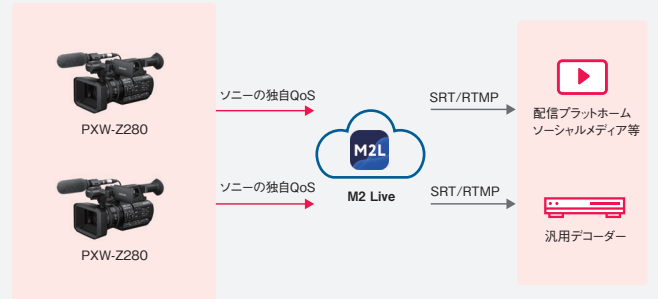 PXW-Z280
PXW-Z280
ソニーの独自QoS
ソニーの独自QoS
M2L
M2 Live
SRT/RTMP
SRT/RTMP
配信プラットホーム
ソーシャルメディア等
汎用デコーダー